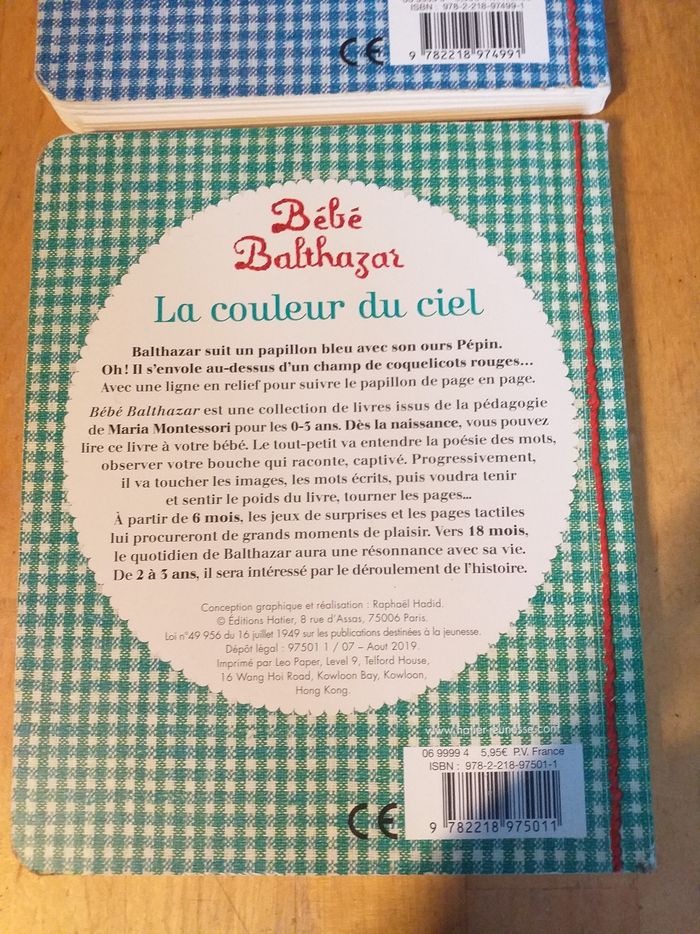 ISBN : 978-2-218-97499-1
9 782218 974991
CE
Bébé
Balthazar
La couleur du ciel
Balthazar suit un papillon bleu avec son ours Pépin.
Oh ! Il s'envole au-dessus d'un champ de coquelicots rouges...
Avec une ligne en relief pour suivre le papillon de page en page.
Bébé Balthazar est une collection de livres issus de la pédagogie
de Maria Montessori pour les 0-3 ans. Dès la naissance, vous pouvez
lire ce livre à votre bébé. Le tout-petit va entendre la poésie des mots,
observer votre bouche qui raconte, captivé. Progressivement,
il va toucher les images, les mots écrits, puis voudra tenir
et sentir le poids du livre, tourner les pages...
À partir de 6 mois, les jeux de surprises et les pages tactiles
lui procureront de grands moments de plaisir. Vers 18 mois,
le quotidien de Balthazar aura une résonnance avec sa vie.
De 2 à 3 ans, il sera intéressé par le déroulement de l'histoire.
Conception graphique et réalisation : Raphaël Hadid.
© Éditions Hatier, 8 rue d'Assas, 75006 Paris.
Loi n°49 956 du 16 juillet 1949 sur les publications destinées à la jeunesse.
Dépôt légal : 97501 1 / 07 – Aout 2019.
Imprimé par Leo Paper, Level 9, Telford House,
16 Wang Hoi Road, Kowloon Bay, Kowloon,
Hong Kong.
www.hatier-jeunesse.com
06 9999 4 5,95€ P.V. France
ISBN : 978-2-218-97501-1
CE
9 782218 975011